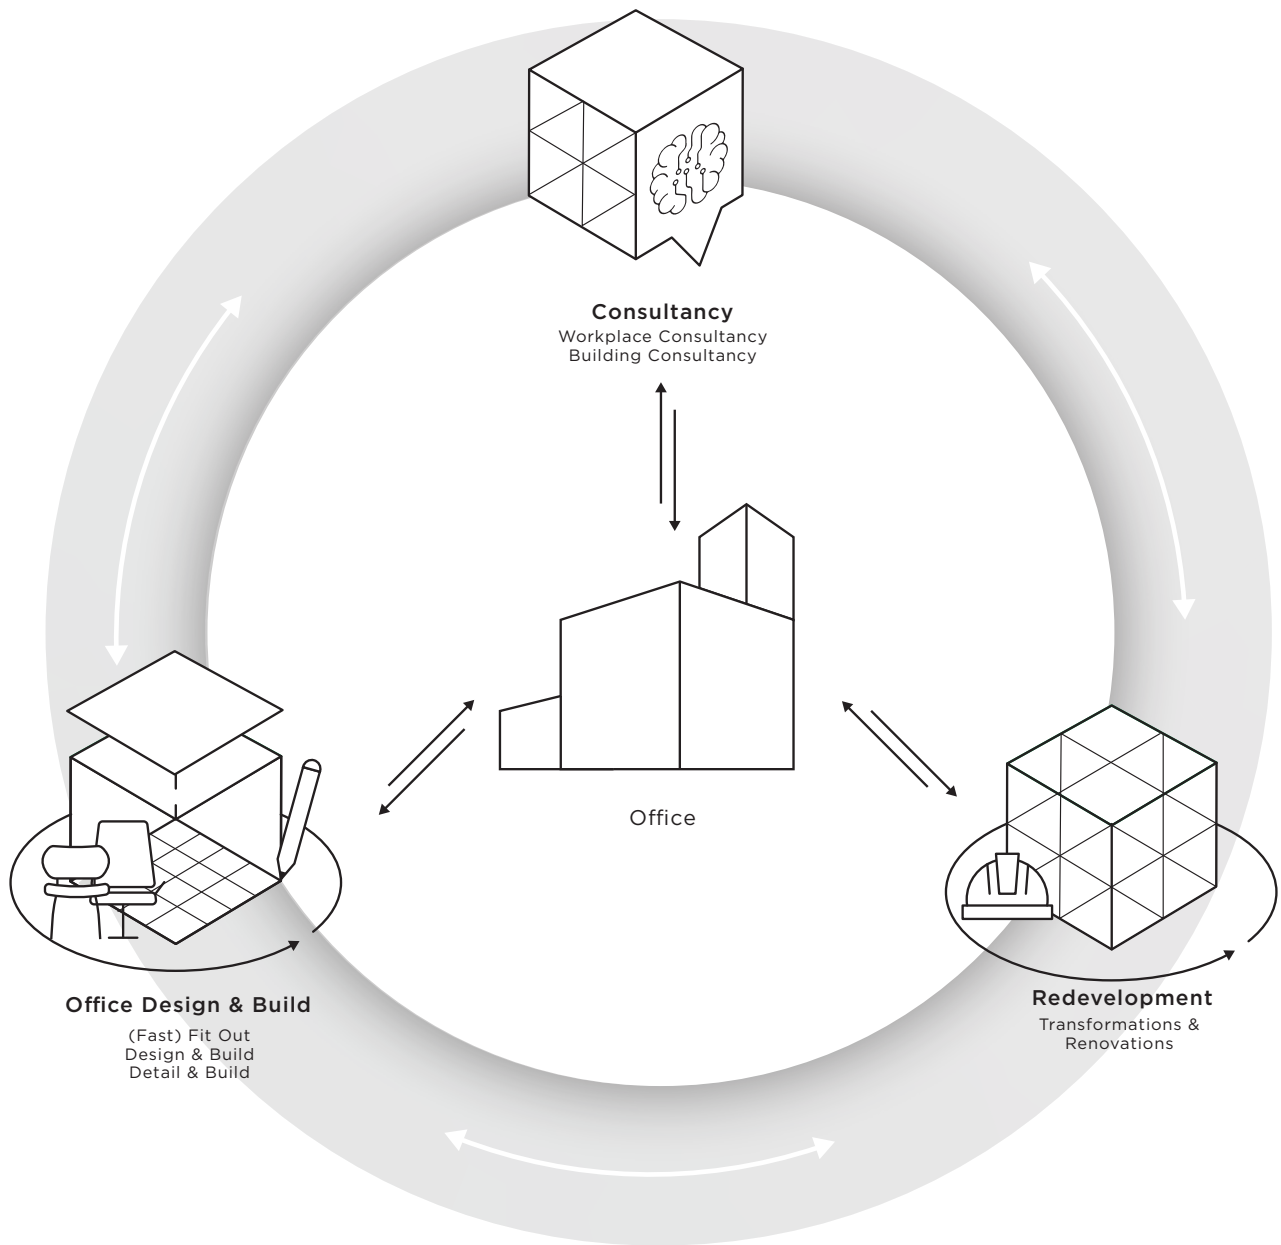 Consultancy
Workplace Consultancy
Building Consultancy
Office
Office Design & Build
(Fast) Fit Out
Design & Build
Detail & Build
Redevelopment
Transformations &
Renovations